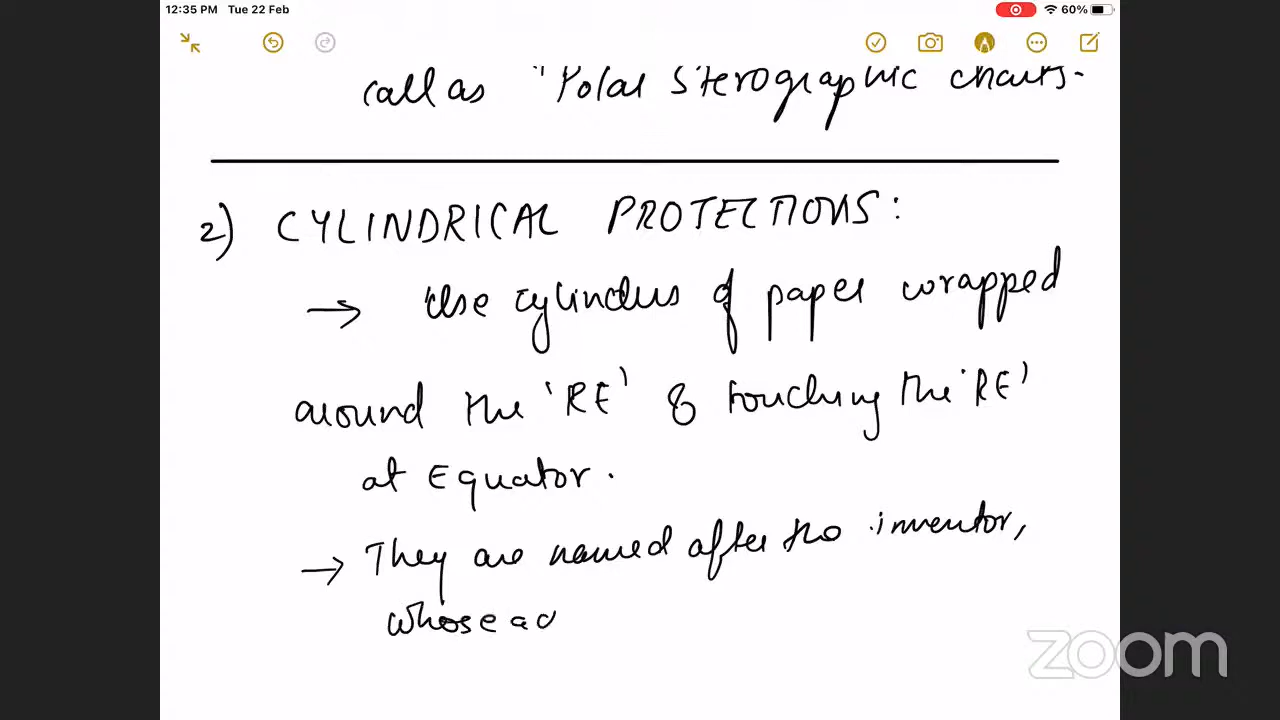 12:35 PM Tue 22 Feb
60%
call as "Polar Sterographic charts.
2) CYLINDRICAL PROTECTIONS:
→ Use cylinders of paper wrapped
around the 'RE' & touching the 'RE'
at Equator.
→ They are named after the inventor,
whose ac
zoom